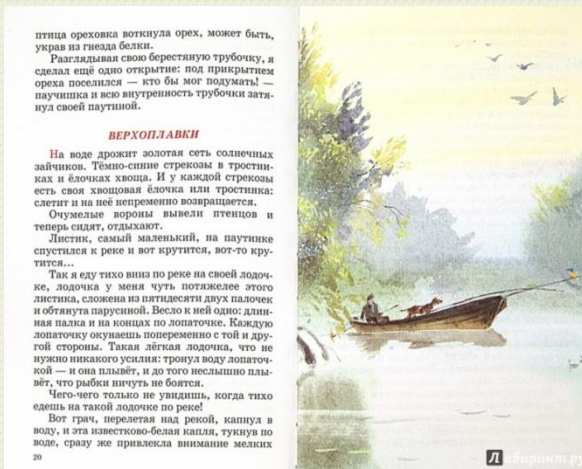 птица ореховка воткнула орех, может быть,
украв из гнезда белки.
Разглядывая свою берестяную трубочку, я
сделал ещё одно открытие: под прикрытием
ореха поселился — кто бы мог подумать! —
паучишка и всю внутренность трубочки затя-
нул своей паутиной.
ВЕРХОПЛАВКИ
На воде дрожит золотая сеть солнечных
зайчиков. Тёмно-синие стрекозы в тростни-
ках и ёлочках хвоща. И у каждой стрекозы
есть своя хвощовая ёлочка или тростинка:
слетит и на неё непременно возвращается.
Очумелые вороны вывели птенцов и
теперь сидят, отдыхают.
Листик, самый маленький, на паутинке
спустился к реке и вот крутится, вот-то кру-
тится...
Так я еду тихо вниз по реке на своей лодоч-
ке, лодочка у меня чуть потяжелее этого
листика, сложена из пятидесяти двух палочек
и обтянута парусиной. Весло к ней одно: длин-
ная палка и на концах по лопаточке. Каждую
лопаточку окунаешь попеременно с той и дру-
гой стороны. Такая лёгкая лодочка, что не
нужно никакого усилия: тронул воду лопаточ-
кой — и она плывёт, и до того неслышно плы-
вёт, что рыбки ничуть не боятся.
Чего-чего только не увидишь, когда тихо
едешь на такой лодочке по реке!
Вот грач, перелетая над рекой, капнул в
воду, и эта известково-белая капля, тукнув по
воде, сразу же привлекла внимание мелких
20
Лабиринт.ру